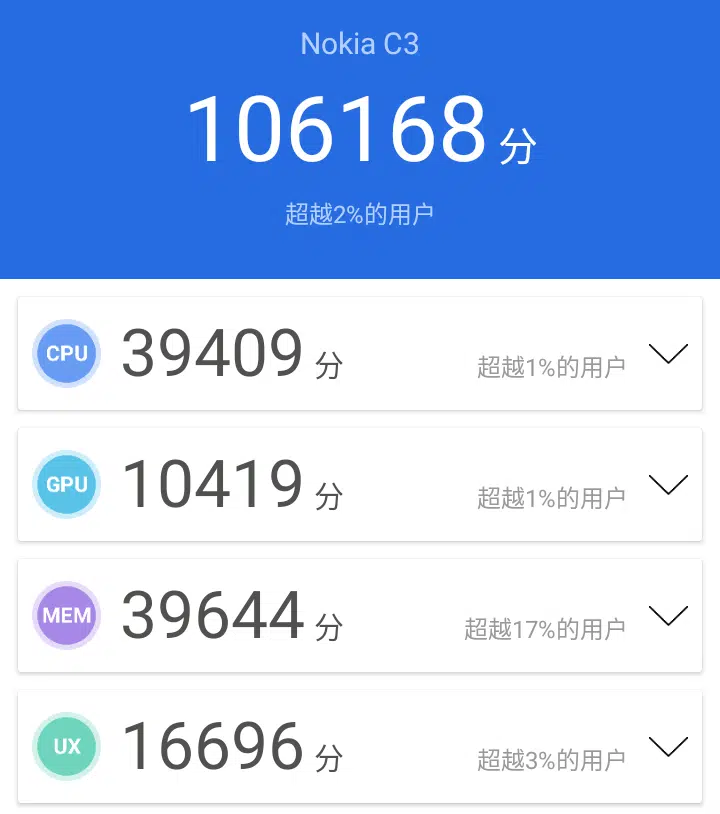 Nokia C3
106168 分
超越2%的用户
CPU 39409 分 超越1%的用户
GPU 10419 分 超越1%的用户
MEM 39644 分 超越17%的用户
UX 16696 分 超越3%的用户